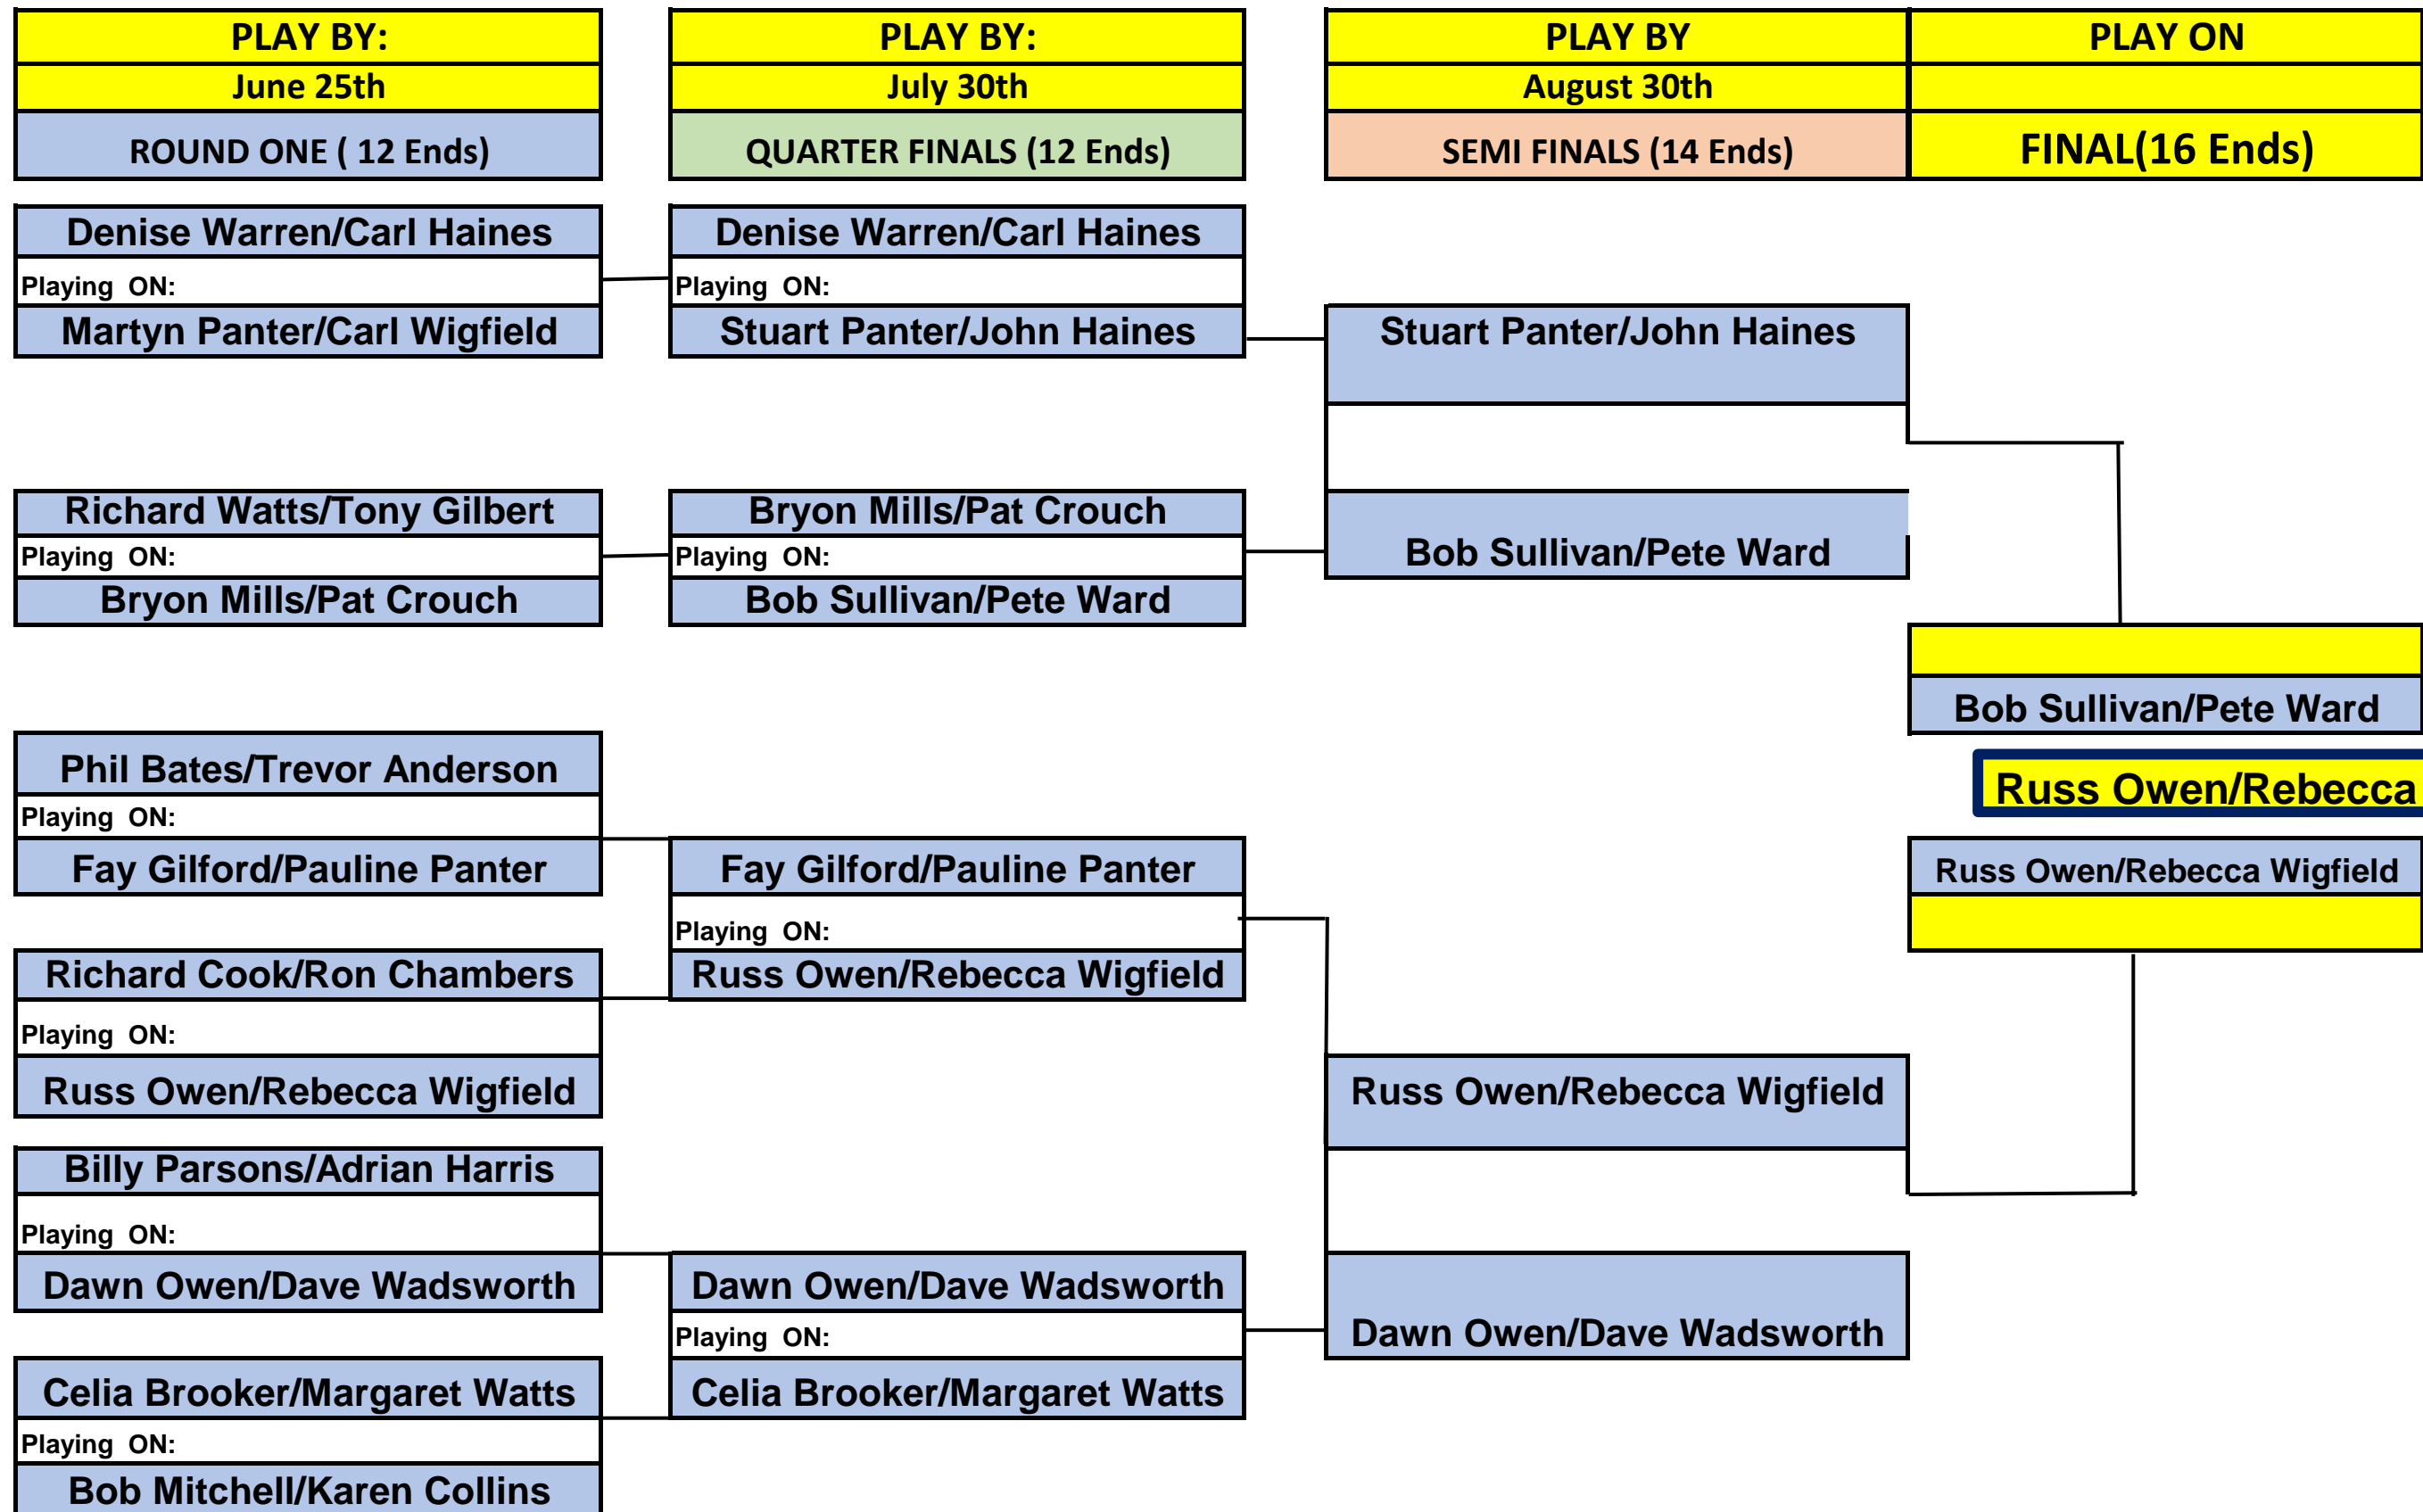 PLAY BY:
June 25th
ROUND ONE ( 12 Ends)
PLAY BY:
July 30th
QUARTER FINALS (12 Ends)
PLAY BY
August 30th
SEMI FINALS (14 Ends)
PLAY ON
FINAL(16 Ends)
Denise Warren/Carl Haines
Playing ON:
Martyn Panter/Carl Wigfield
Richard Watts/Tony Gilbert
Playing ON:
Bryon Mills/Pat Crouch
Phil Bates/Trevor Anderson
Playing ON:
Fay Gilford/Pauline Panter
Richard Cook/Ron Chambers
Playing ON:
Russ Owen/Rebecca Wigfield
Billy Parsons/Adrian Harris
Playing ON:
Dawn Owen/Dave Wadsworth
Celia Brooker/Margaret Watts
Playing ON:
Bob Mitchell/Karen Collins
Denise Warren/Carl Haines
Playing ON:
Stuart Panter/John Haines
Bryon Mills/Pat Crouch
Playing ON:
Bob Sullivan/Pete Ward
Fay Gilford/Pauline Panter
Playing ON:
Russ Owen/Rebecca Wigfield
Dawn Owen/Dave Wadsworth
Playing ON:
Celia Brooker/Margaret Watts
Stuart Panter/John Haines
Bob Sullivan/Pete Ward
Russ Owen/Rebecca Wigfield
Dawn Owen/Dave Wadsworth
Bob Sullivan/Pete Ward
Russ Owen/Rebecca
Russ Owen/Rebecca Wigfield